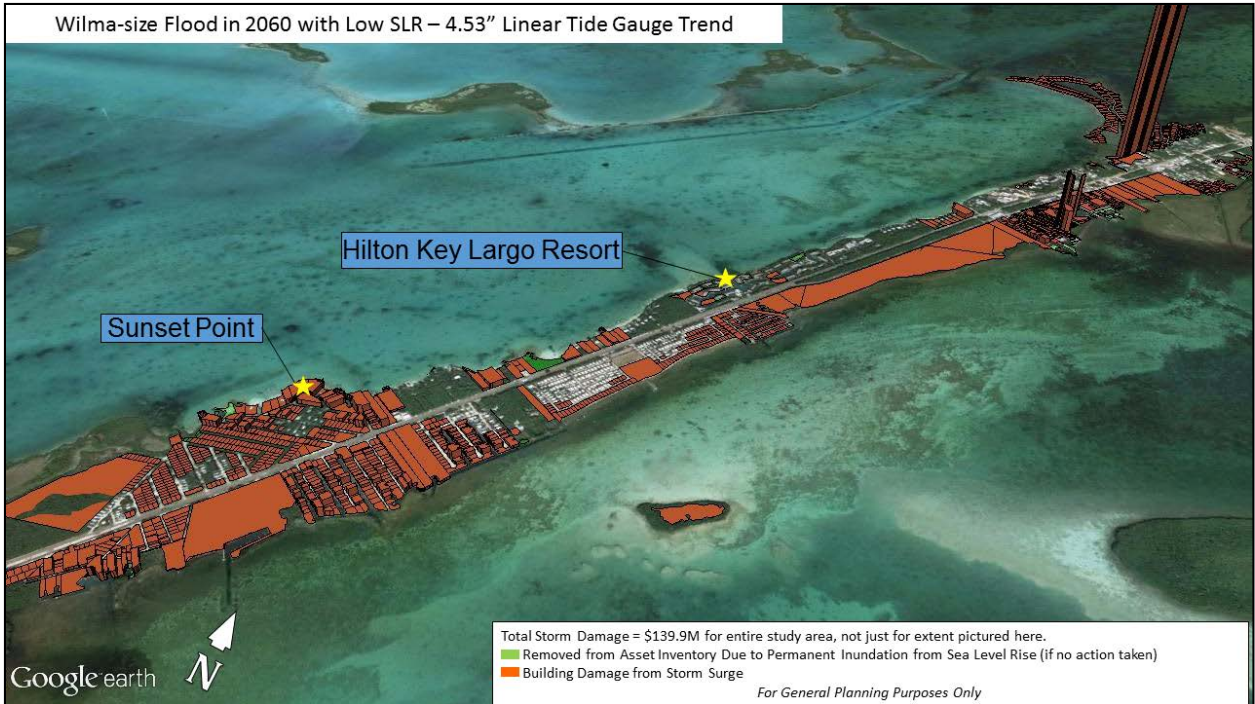 Wilma-size Flood in 2060 with Low SLR – 4.53” Linear Tide Gauge Trend
Hilton Key Largo Resort
Sunset Point
Total Storm Damage = $139.9M for entire study area, not just for extent pictured here.
Removed from Asset Inventory Due to Permanent Inundation from Sea Level Rise (if no action taken)
Building Damage from Storm Surge
For General Planning Purposes Only
Google earth
N